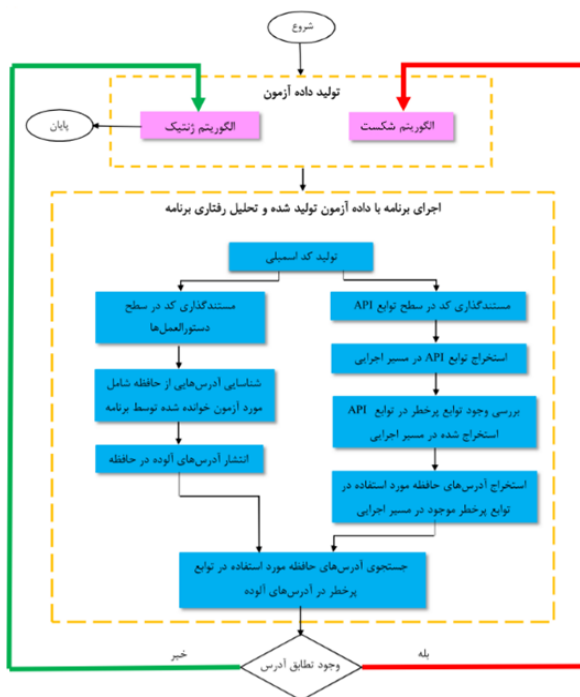 شروع
تولید داده آزمون
الگوریتم شکست
الگوریتم ژنتیک
پایان
اجرای برنامه با داده آزمون تولید شده و تحلیل رفتاری برنامه
تولید کد اسمبلی
مستندگذاری کد در سطح توابع API
استخراج توابع API در مسیر اجرایی
بررسی وجود توابع پرخطر در توابع API
استخراج شده در مسیر اجرایی
استخراج آدرس‌های حافظه مورد استفاده در
توابع پرخطر موجود در مسیر اجرایی
مستندگذاری کد در سطح
دستورالعمل‌ها
شناسایی آدرس‌هایی از حافظه شامل
مورد آزمون خوانده شده توسط برنامه
انتشار آدرس‌های آلوده در حافظه
جستجوی آدرس‌های حافظه مورد استفاده در توابع
پرخطر در آدرس‌های آلوده
وجود تطابق آدرس
بله
خیر